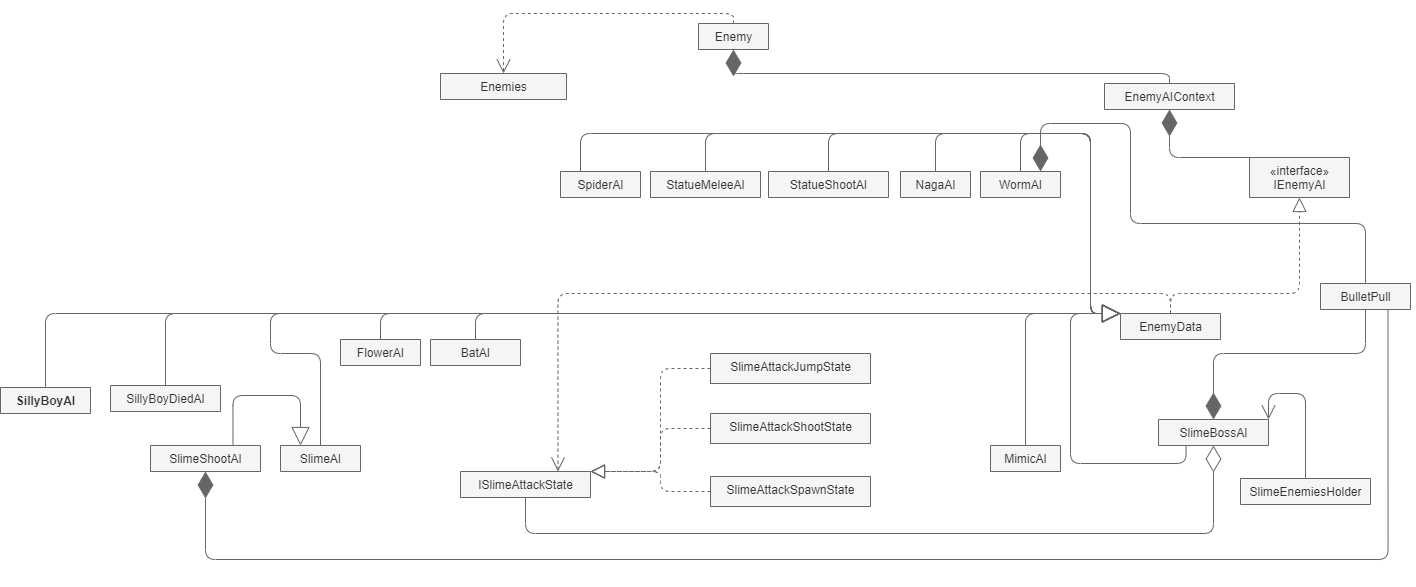 Enemy
Enemies
EnemyAIContext
«interface»
IEnemyAI
SpiderAI
StatueMeleeAI
StatueShootAI
NagaAI
WormAI
BulletPull
EnemyData
FlowerAI
BatAI
SlimeAttackJumpState
SillyBoyAI
SillyBoyDiedAI
SlimeAttackShootState
SlimeBossAI
SlimeShootAI
SlimeAI
MimicAI
ISlimeAttackState
SlimeAttackSpawnState
SlimeEnemiesHolder